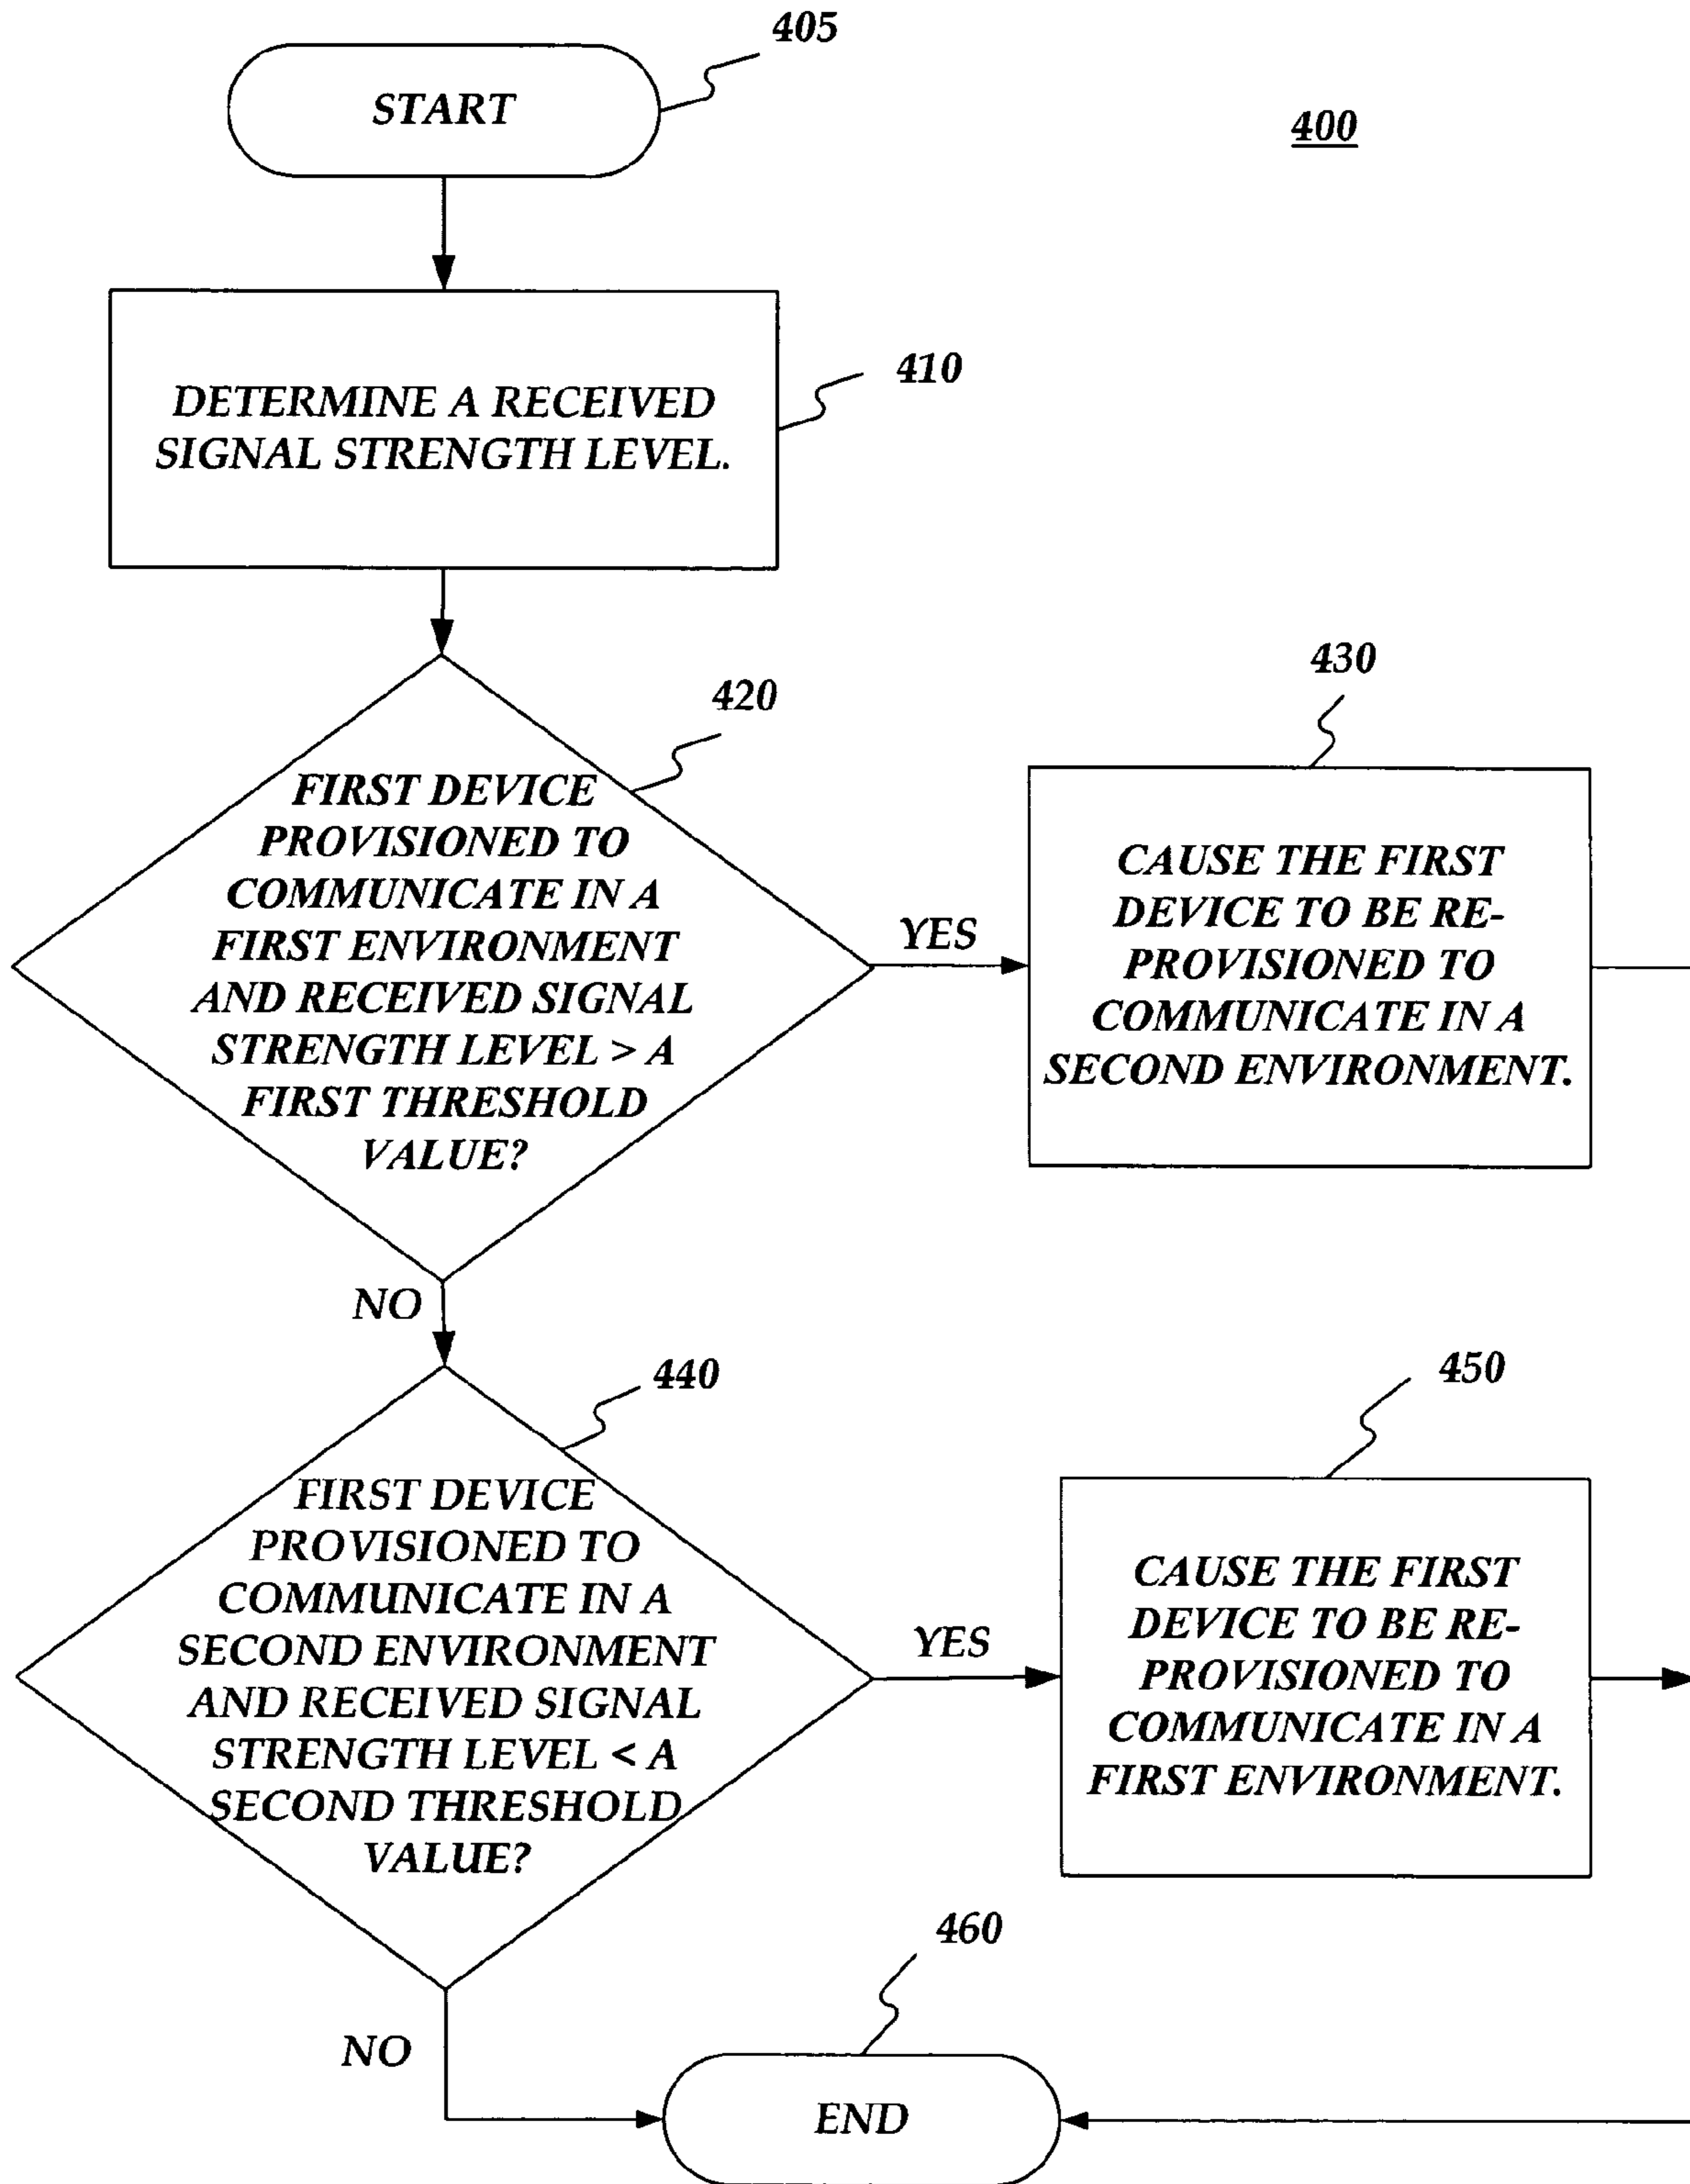 405
START
400
410
DETERMINE A RECEIVED
SIGNAL STRENGTH LEVEL.
420
FIRST DEVICE
PROVISIONED TO
COMMUNICATE IN A
FIRST ENVIRONMENT
AND RECEIVED SIGNAL
STRENGTH LEVEL > A
FIRST THRESHOLD
VALUE?
YES
430
CAUSE THE FIRST
DEVICE TO BE RE-
PROVISIONED TO
COMMUNICATE IN A
SECOND ENVIRONMENT.
NO
440
FIRST DEVICE
PROVISIONED TO
COMMUNICATE IN A
SECOND ENVIRONMENT
AND RECEIVED SIGNAL
STRENGTH LEVEL < A
SECOND THRESHOLD
VALUE?
YES
450
CAUSE THE FIRST
DEVICE TO BE RE-
PROVISIONED TO
COMMUNICATE IN A
FIRST ENVIRONMENT.
NO
460
END